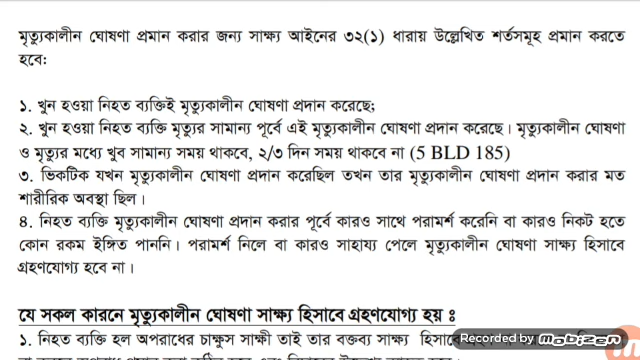 মৃত্যুকালীন ঘোষণা প্রমান করার জন্য সাক্ষ্য আইনের ৩২(১) ধারায় উল্লেখিত শর্তসমূহ প্রমান করতে
হবেঃ
১. খুন হওয়া নিহত ব্যক্তিই মৃত্যুকালীন ঘোষণা প্রদান করেছে;
২. খুন হওয়া নিহত ব্যক্তি মৃত্যুর সামান্য পূর্বে এই মৃত্যুকালীন ঘোষণা প্রদান করেছে। মৃত্যুকালীন ঘোষণা
ও মৃত্যুর মধ্যে খুব সামান্য সময় থাকবে, ২/৩ দিন সময় থাকবে না (5 BLD 185)
৩. ভিকটিক যখন মৃত্যুকালীন ঘোষণা প্রদান করেছিল তখন তার মৃত্যুকালীন ঘোষণা প্রদান করার মত
শারীরিক অবস্থা ছিল।
৪. নিহত ব্যক্তি মৃত্যুকালীন ঘোষণা প্রদান করার পূর্বে কারও সাথে পরামর্শ করেনি বা কারও নিকট হতে
কোন রকম ইঙ্গিত পাননি। পরামর্শ নিলে বা কারও সাহায্য পেলে মৃত্যুকালীন ঘোষণা সাক্ষ্য হিসাবে
গ্রহণযোগ্য হবে না।
যে সকল কারনে মৃত্যুকালীন ঘোষণা সাক্ষ্য হিসাবে গ্রহণযোগ্য হয় ঃ
১. নিহত ব্যক্তি হল অপরাধের চাক্ষুস সাক্ষী তাই তার বক্তব্য সাক্ষ্য হিসাবে
Recorded by mobizen